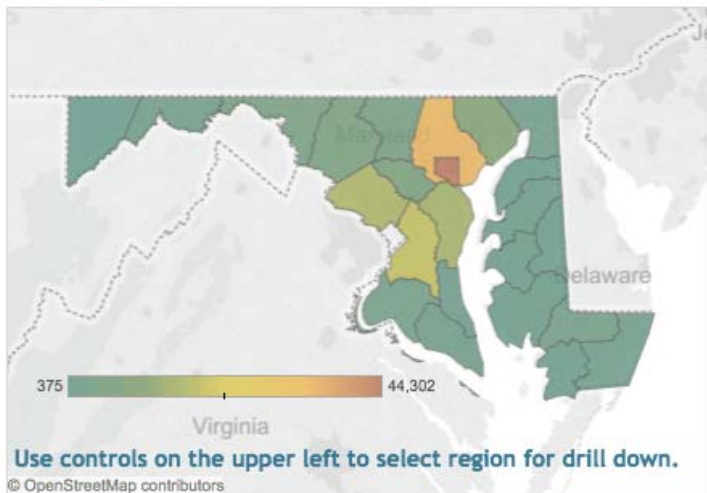 Je
Maryland
Delaware
375
44,302
Virginia
Use controls on the upper left to select region for drill down.
© OpenStreetMap contributors